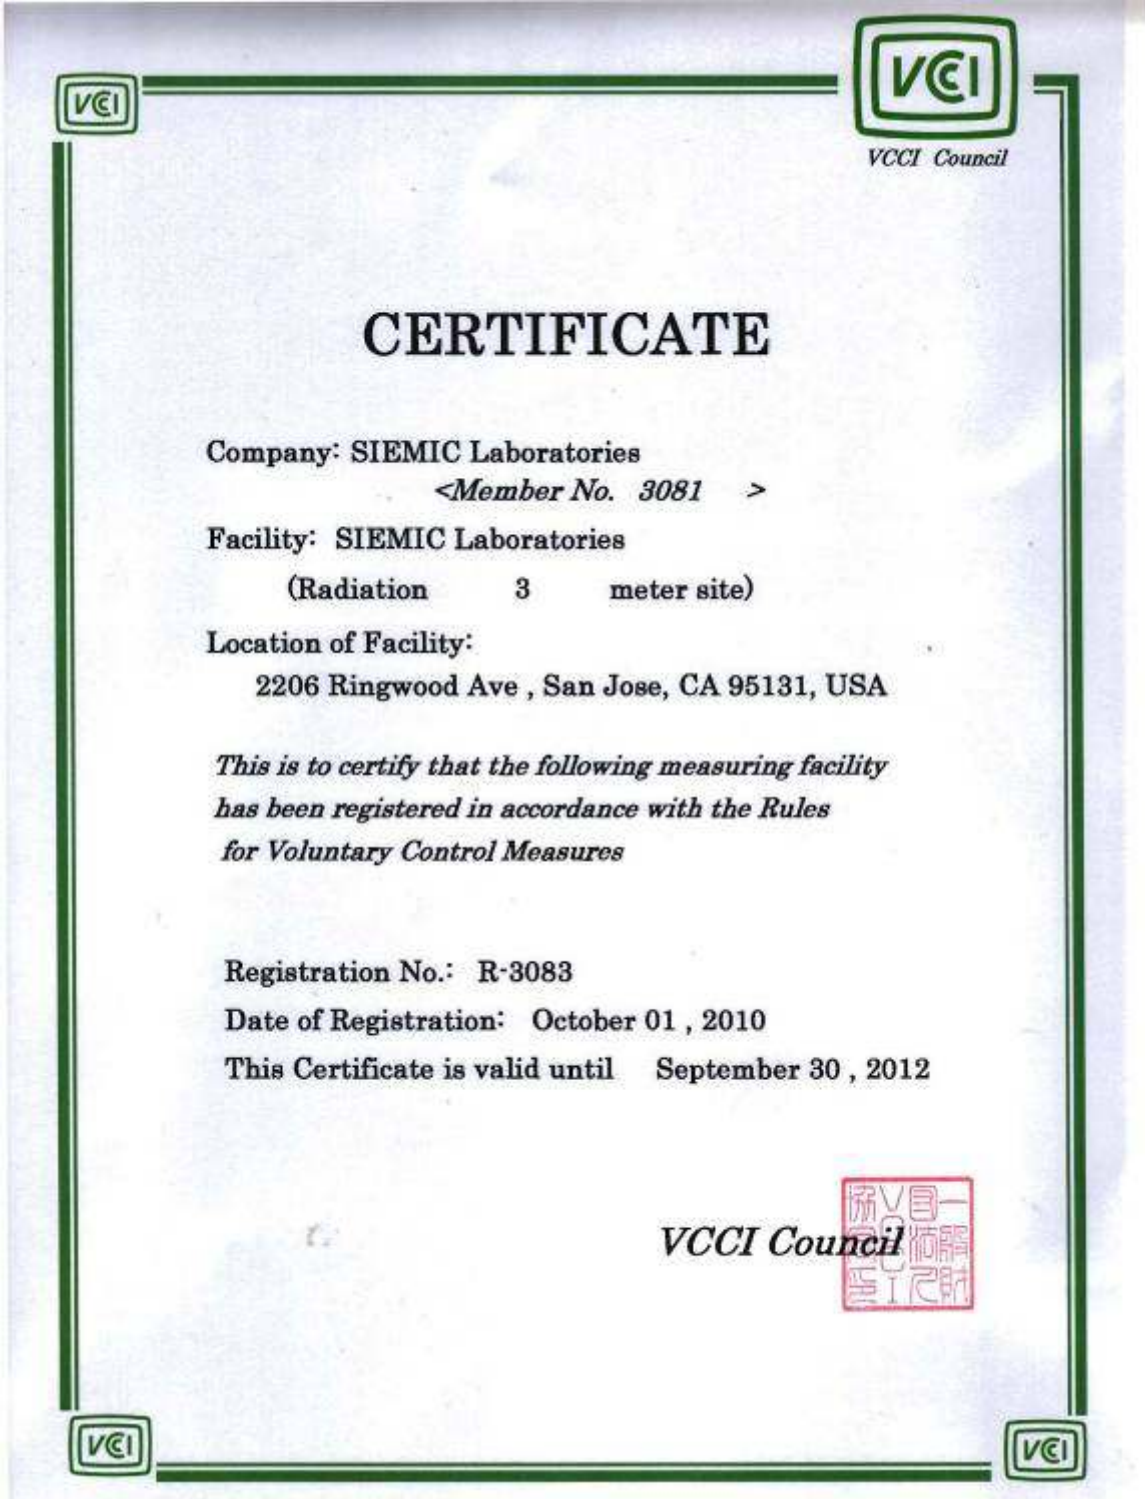 VCCI
VCCI
VCCI Council
CERTIFICATE
Company: SIEMIC Laboratories
<Member No. 3081 >
Facility: SIEMIC Laboratories
(Radiation 3 meter site)
Location of Facility:
2206 Ringwood Ave , San Jose, CA 95131, USA
This is to certify that the following measuring facility
has been registered in accordance with the Rules
for Voluntary Control Measures
Registration No.: R-3083
Date of Registration: October 01 , 2010
This Certificate is valid until September 30 , 2012
VCCI Council
VCCI
VCCI